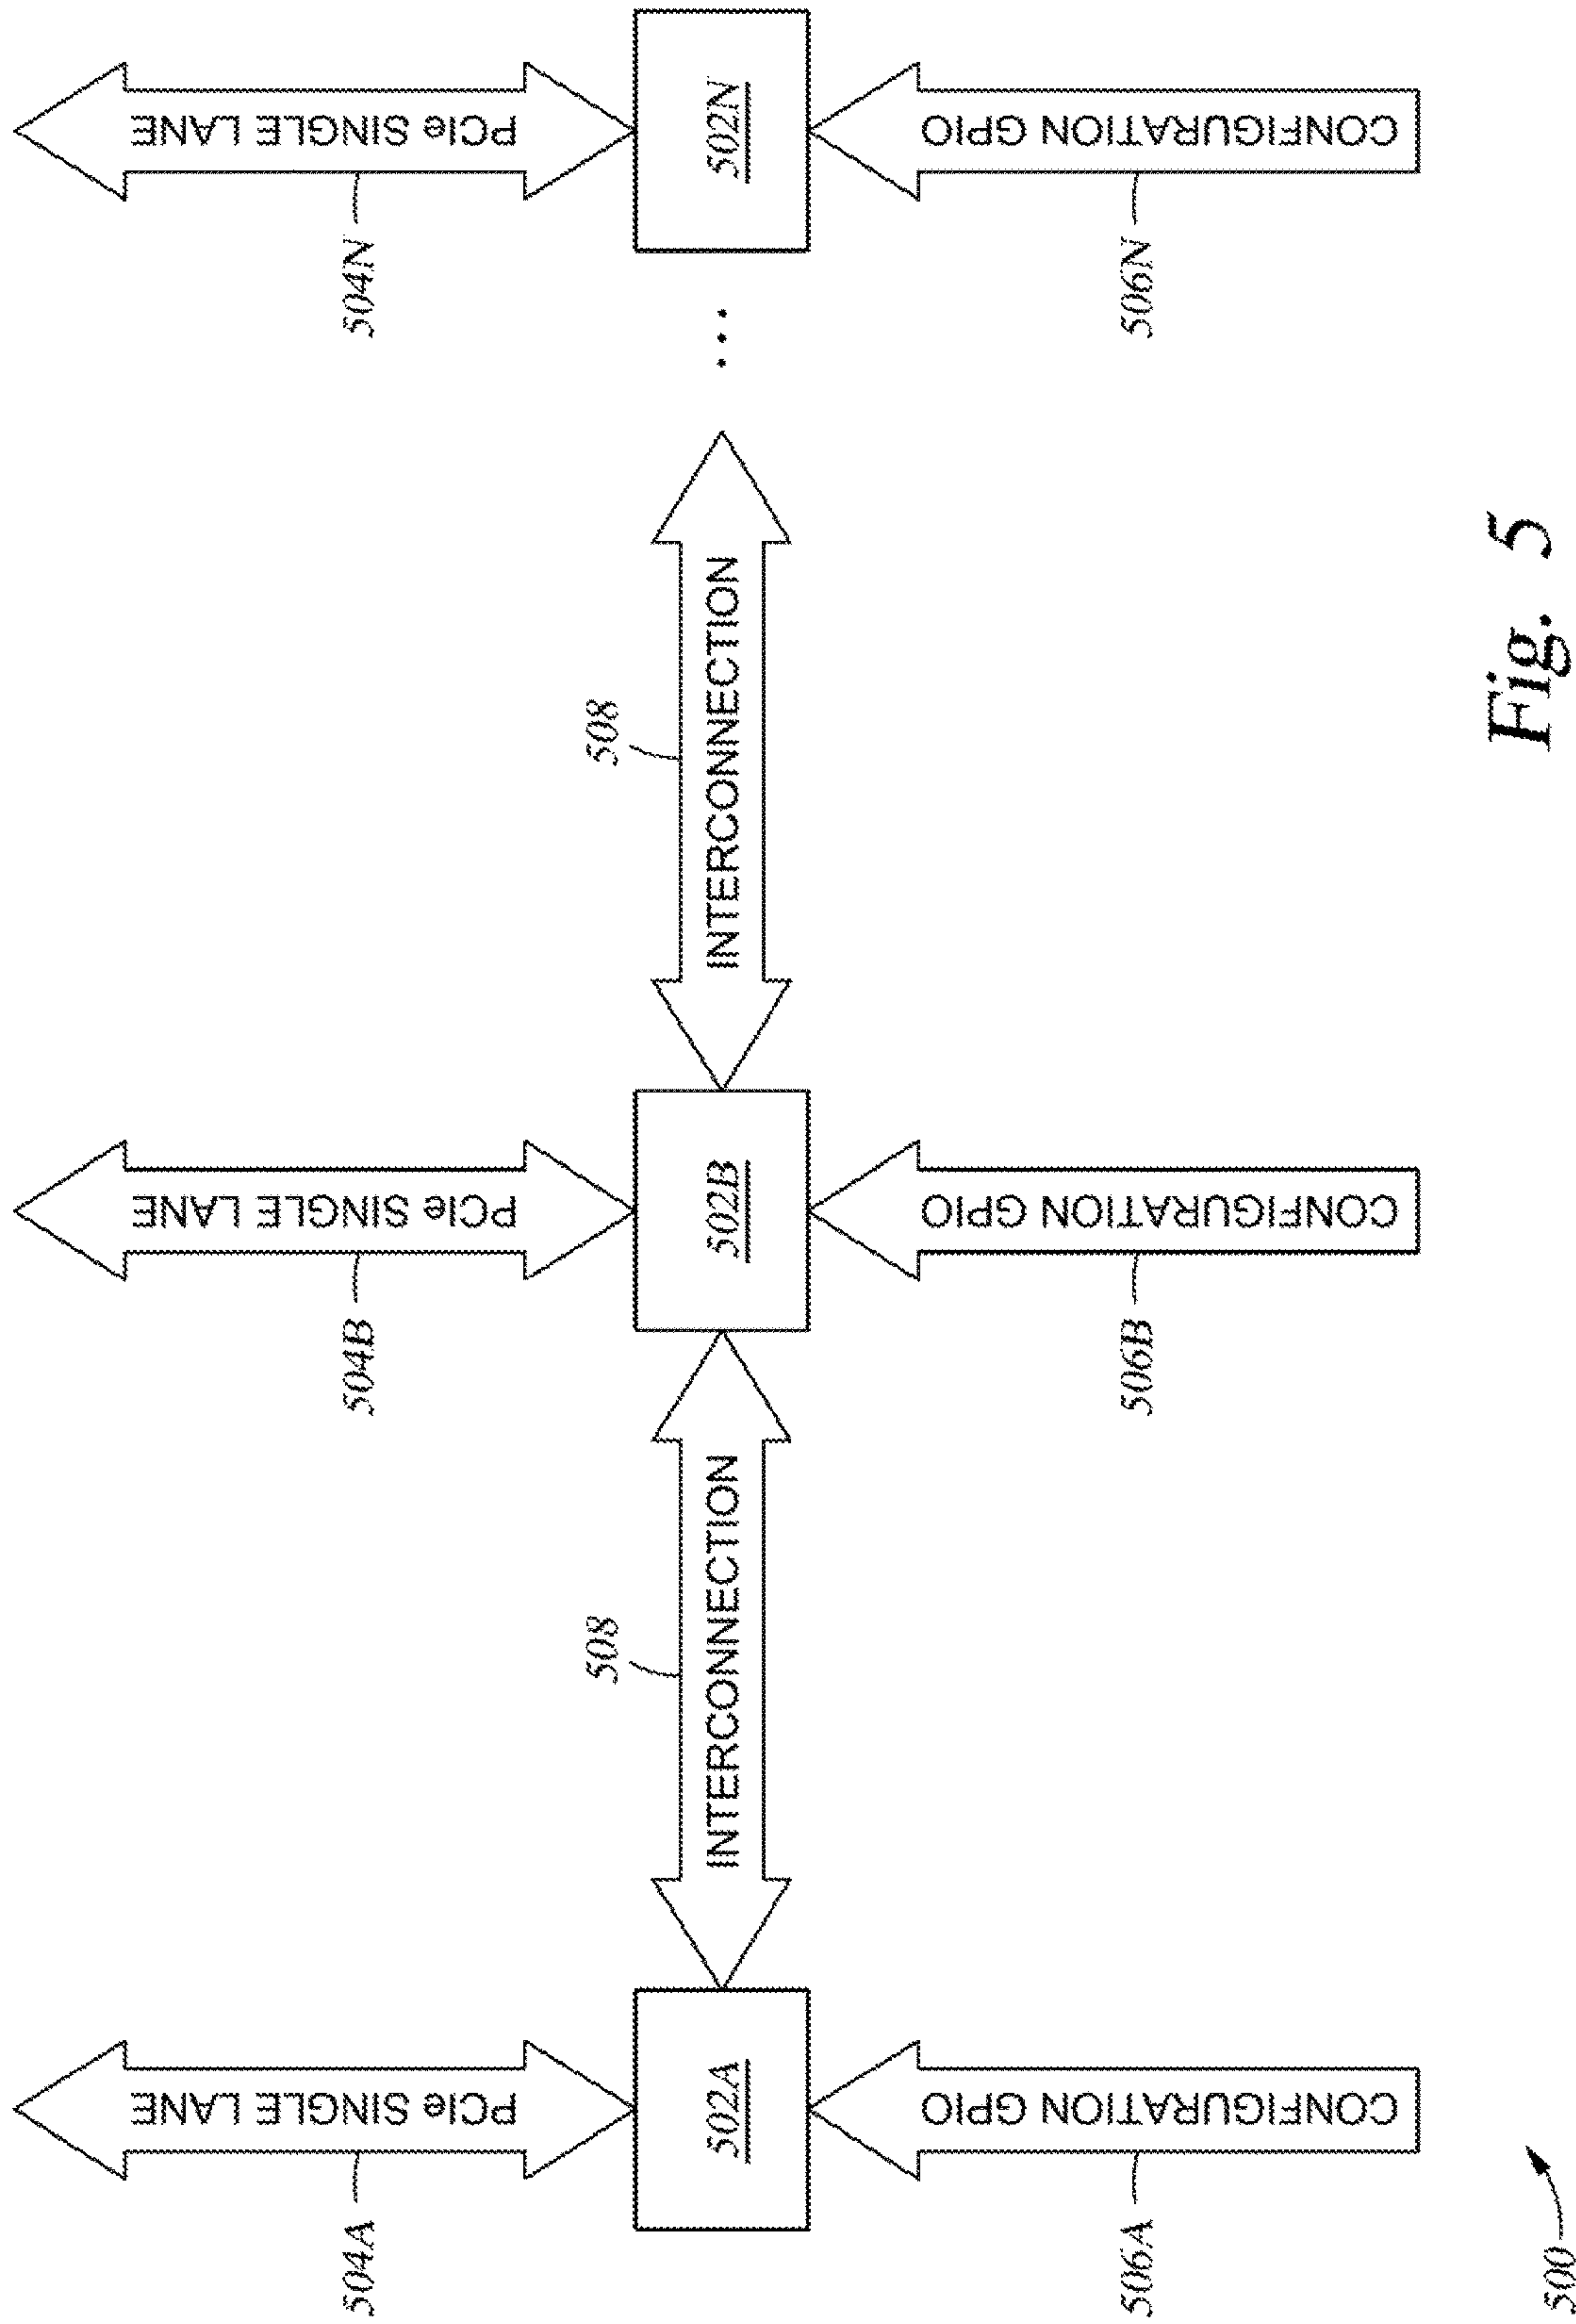 504A
PCIe SINGLE LANE
504B
PCIe SINGLE LANE
504N
PCIe SINGLE LANE
508
508
502A
INTERCONNECTION
502B
INTERCONNECTION
...
502N
506A
CONFIGURATION GPIO
506B
CONFIGURATION GPIO
506N
CONFIGURATION GPIO
500
Fig. 5